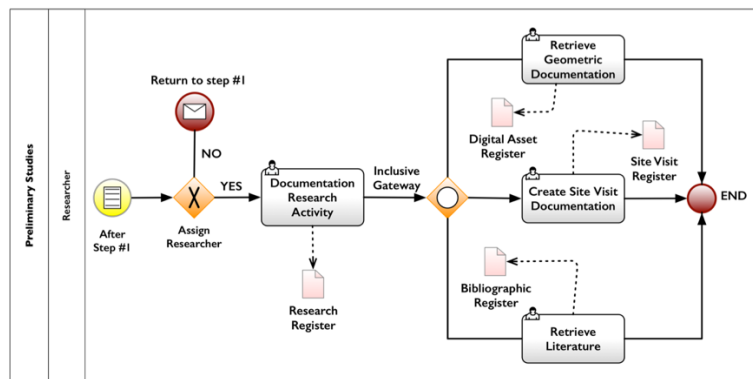 Preliminary Studies
Researcher
After
Step #1
Return to step #1
NO
YES
Assign
Researcher
Documentation
Research
Activity
Research
Register
Inclusive
Gateway
Retrieve
Geometric
Documentation
Digital Asset
Register
Site Visit
Register
Create Site Visit
Documentation
END
Bibliographic
Register
Retrieve
Literature